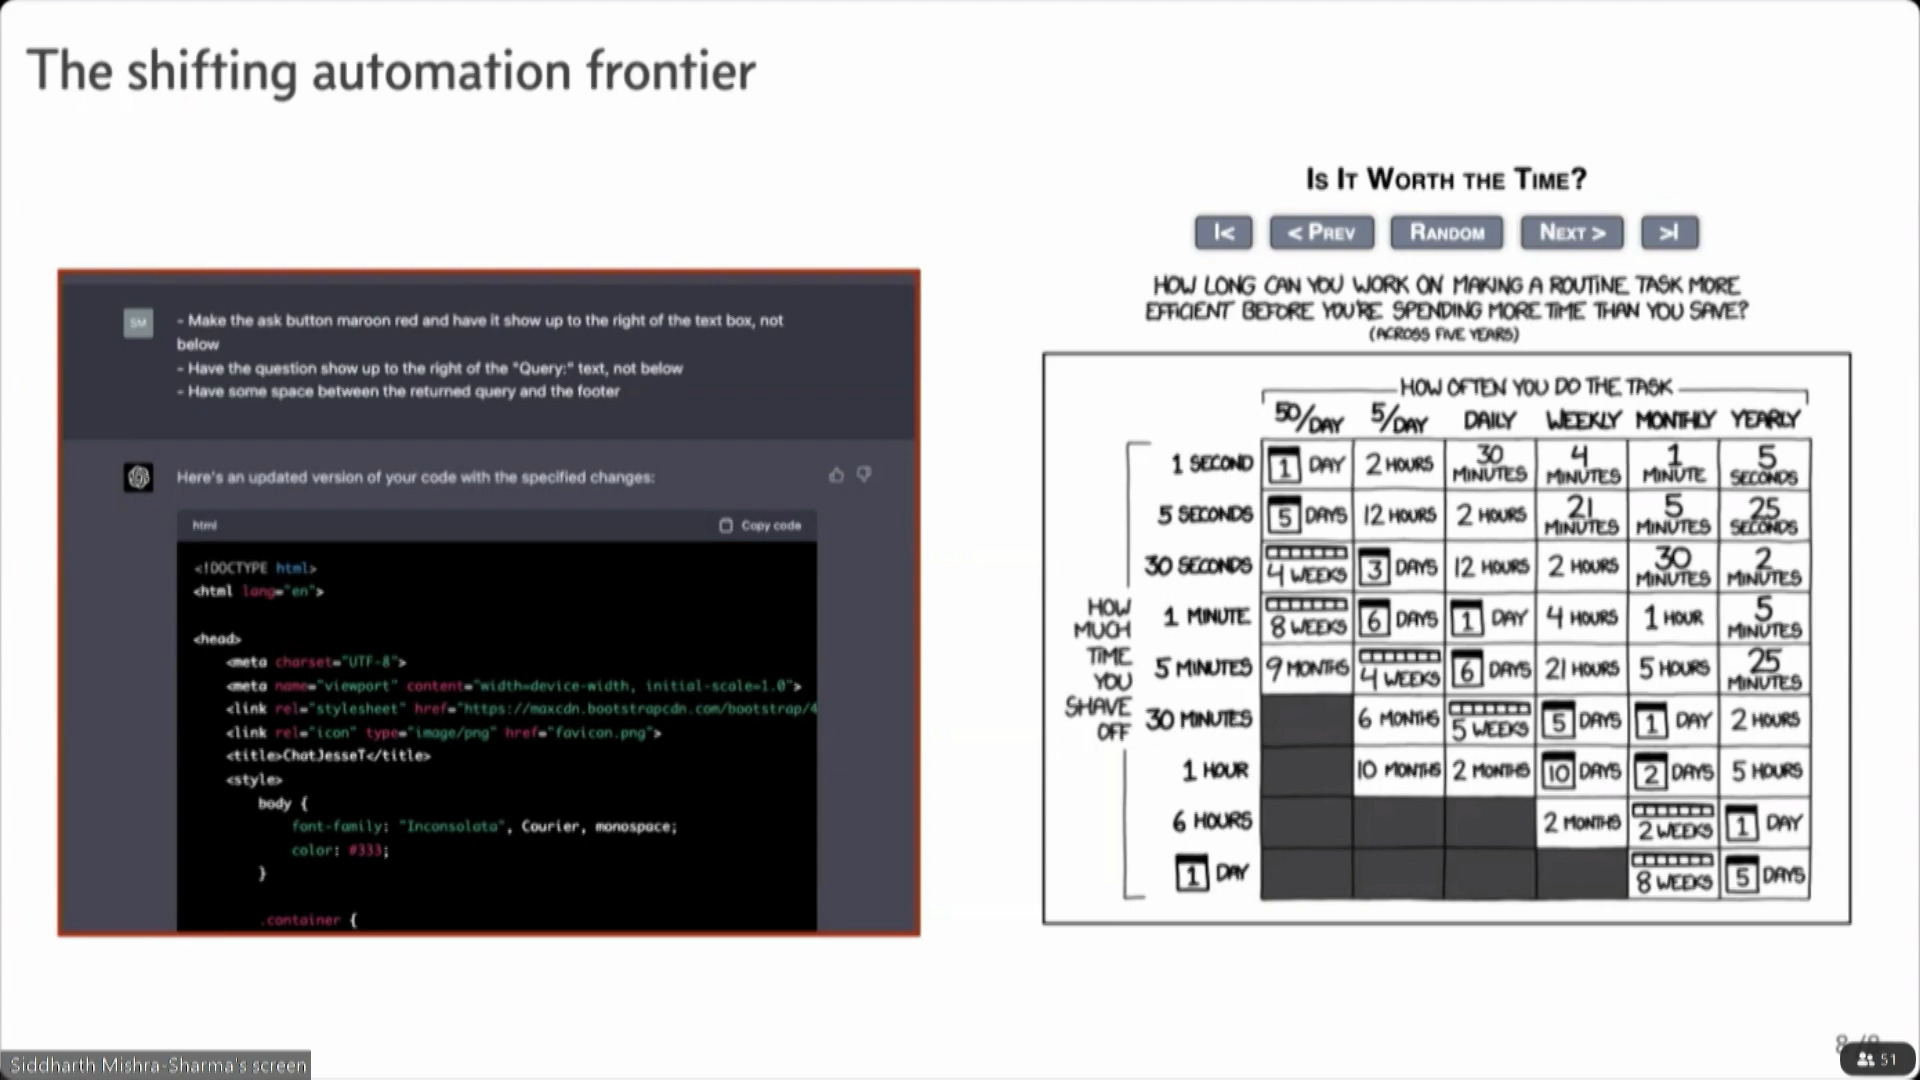 The shifting automation frontier
SM
- Make the ask button maroon red and have it show up to the right of the text box, not
below
- Have the question show up to the right of the "Query:" text, not below
- Have some space between the returned query and the footer
Here's an updated version of your code with the specified changes:
html Copy code
<!DOCTYPE html>
<html lang="en">
<head>
<meta charset="UTF-8">
<meta name="viewport" content="width=device-width, initial-scale=1.0">
<link rel="stylesheet" href="https://maxcdn.bootstrapcdn.com/bootstrap/4
<link rel="icon" type="image/png" href="favicon.png">
<title>ChatJesseT</title>
<style>
body {
font-family: "Inconsolata", Courier, monospace;
color: #333;
}
.container {
IS IT WORTH THE TIME?
|< < PREV RANDOM NEXT > >|
HOW LONG CAN YOU WORK ON MAKING A ROUTINE TASK MORE
EFFICIENT BEFORE YOU'RE SPENDING MORE TIME THAN YOU SAVE?
(ACROSS FIVE YEARS)
HOW OFTEN YOU DO THE TASK
50/DAY 5/DAY DAILY WEEKLY MONTHLY YEARLY
HOW
MUCH
TIME
YOU
SHAVE
OFF
1 SECOND 1 DAY 2 HOURS 30 MINUTES 4 MINUTES 1 MINUTE 5 SECONDS
5 SECONDS 5 DAYS 12 HOURS 2 HOURS 21 MINUTES 5 MINUTES 25 SECONDS
30 SECONDS 4 WEEKS 3 DAYS 12 HOURS 2 HOURS 30 MINUTES 2 MINUTES
1 MINUTE 8 WEEKS 6 DAYS 1 DAY 4 HOURS 1 HOUR 5 MINUTES
5 MINUTES 9 MONTHS 4 WEEKS 6 DAYS 21 HOURS 5 HOURS 25 MINUTES
30 MINUTES 6 MONTHS 5 WEEKS 5 DAYS 1 DAY 2 HOURS
1 HOUR 10 MONTHS 2 MONTHS 10 DAYS 2 DAYS 5 HOURS
6 HOURS 2 MONTHS 2 WEEKS 1 DAY
1 DAY 8 WEEKS 5 DAYS
Siddharth Mishra-Sharma's screen
51